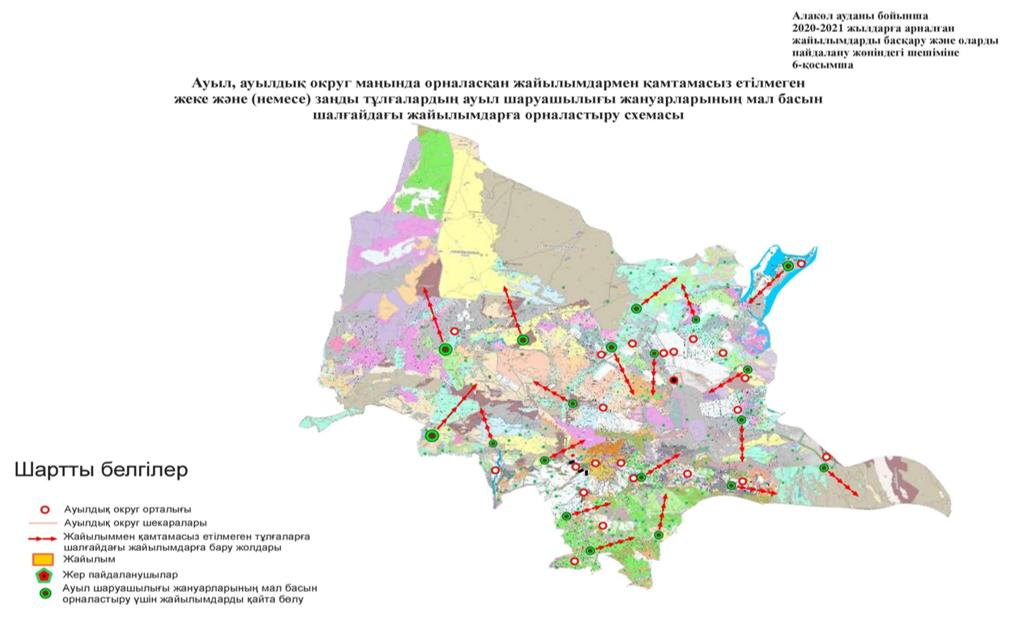 Алакөл ауданы бойынша
2020-2021 жылдарға арналған
жайылымдарды басқару және оларды
пайдалану жөніндегі шешіміне
6-қосымша
Ауыл, ауылдық округ маңында орналасқан жайылымдармен қамтамасыз етілмеген
жеке және (немесе) заңды тұлғалардың ауыл шаруашылығы жануарларының мал басын
шалғайдағы жайылымдарға орналастыру схемасы
Шартты белгілер
Ауылдық округ орталығы
Ауылдық округ шекаралары
Жайылыммен қамтамасыз етілмеген тұлғаларға
шалғайдағы жайылымдарға бару жолдары
Жайылым
Жер пайдаланушылар
Ауыл шаруашылығы жануарларының мал басын
орналастыру үшін жайылымдарды қайта бөлу